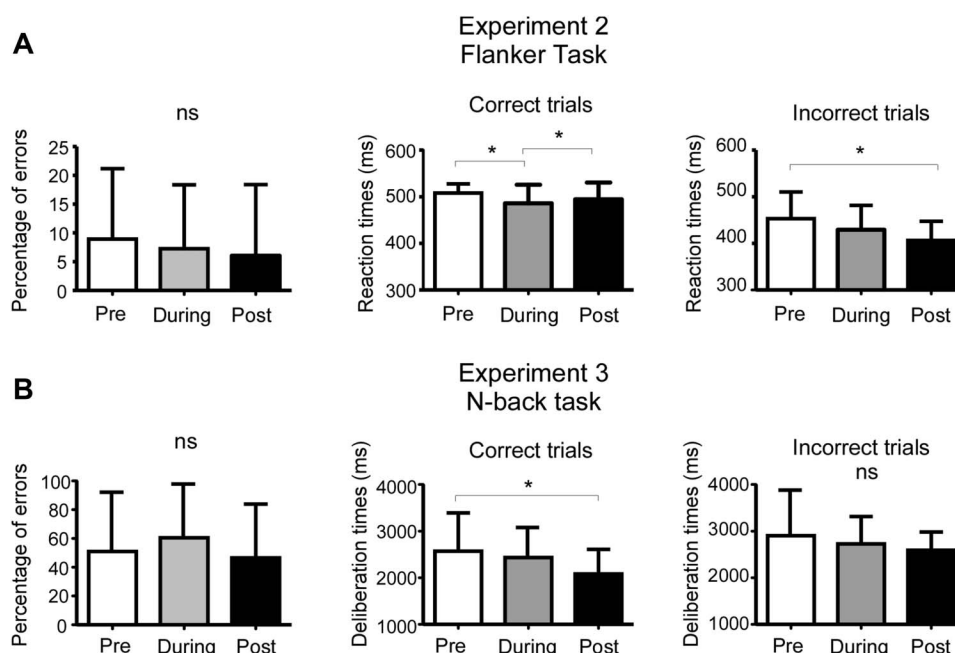 A
Experiment 2
Flanker Task
ns
Percentage of errors
25
20
15
10
5
0
Pre During Post
Correct trials
* *
Reaction times (ms)
600
500
400
300
Pre During Post
Incorrect trials
*
Reaction times (ms)
600
500
400
300
Pre During Post
B
Experiment 3
N-back task
ns
Percentage of errors
100
80
60
40
20
0
Pre During Post
Correct trials
*
Deliberation times (ms)
4000
3000
2000
1000
Pre During Post
Incorrect trials
ns
Deliberation times (ms)
4000
3000
2000
1000
Pre During Post